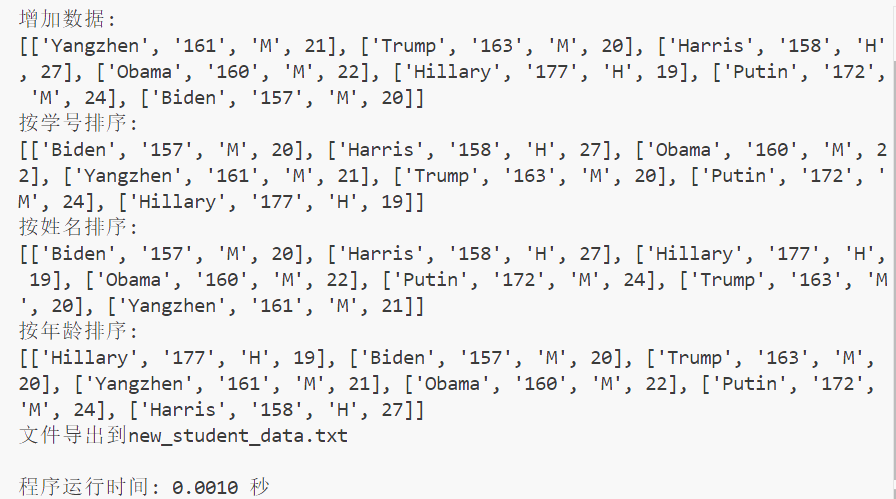 增加数据:
[['Yangzhen', '161', 'M', 21], ['Trump', '163', 'M', 20], ['Harris', '158', 'H'
, 27], ['Obama', '160', 'M', 22], ['Hillary', '177', 'H', 19], ['Putin', '172',
 'M', 24], ['Biden', '157', 'M', 20]]
按学号排序:
[['Biden', '157', 'M', 20], ['Harris', '158', 'H', 27], ['Obama', '160', 'M', 2
2], ['Yangzhen', '161', 'M', 21], ['Trump', '163', 'M', 20], ['Putin', '172', '
M', 24], ['Hillary', '177', 'H', 19]]
按姓名排序:
[['Biden', '157', 'M', 20], ['Harris', '158', 'H', 27], ['Hillary', '177', 'H',
 19], ['Obama', '160', 'M', 22], ['Putin', '172', 'M', 24], ['Trump', '163', 'M'
, 20], ['Yangzhen', '161', 'M', 21]]
按年龄排序:
[['Hillary', '177', 'H', 19], ['Biden', '157', 'M', 20], ['Trump', '163', 'M',
20], ['Yangzhen', '161', 'M', 21], ['Obama', '160', 'M', 22], ['Putin', '172',
'M', 24], ['Harris', '158', 'H', 27]]
文件导出到new_student_data.txt
程序运行时间: 0.0010 秒